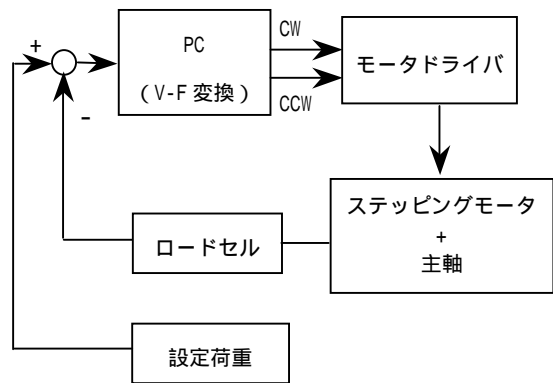 +
PC
(V-F変換)
CW
CCW
モータドライバ
-
ステッピングモータ
+
主軸
ロードセル
設定荷重